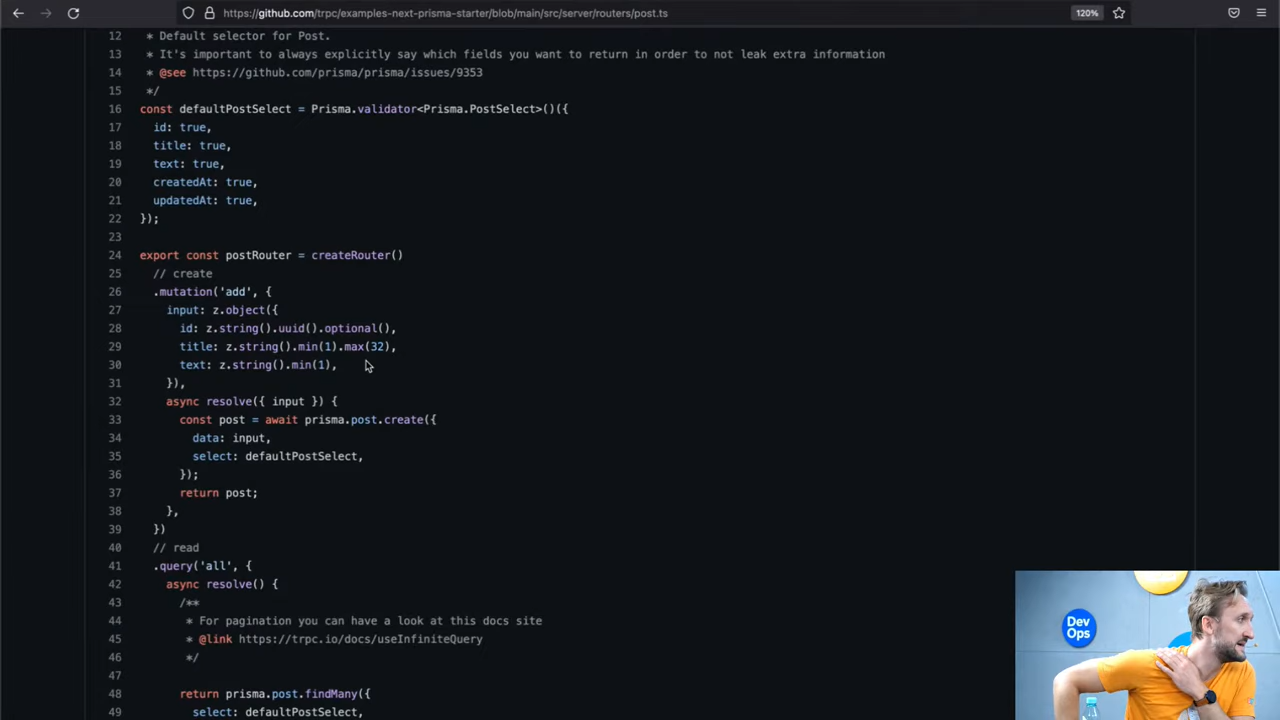 https://github.com/trpc/examples-next-prisma-starter/blob/main/src/server/routers/post.ts
120%
12 * Default selector for Post.
13 * It's important to always explicitly say which fields you want to return in order to not leak extra information
14 * @see https://github.com/prisma/prisma/issues/9353
15 */
16 const defaultPostSelect = Prisma.validator<Prisma.PostSelect>()({
17 id: true,
18 title: true,
19 text: true,
20 createdAt: true,
21 updatedAt: true,
22 });
23
24 export const postRouter = createRouter()
25 // create
26 .mutation('add', {
27 input: z.object({
28 id: z.string().uuid().optional(),
29 title: z.string().min(1).max(32),
30 text: z.string().min(1),
31 }),
32 async resolve({ input }) {
33 const post = await prisma.post.create({
34 data: input,
35 select: defaultPostSelect,
36 });
37 return post;
38 },
39 })
40 // read
41 .query('all', {
42 async resolve() {
43 /**
44 * For pagination you can have a look at this docs site
45 * @link https://trpc.io/docs/useInfiniteQuery
46 */
47
48 return prisma.post.findMany({
49 select: defaultPostSelect,
Dev
Ops